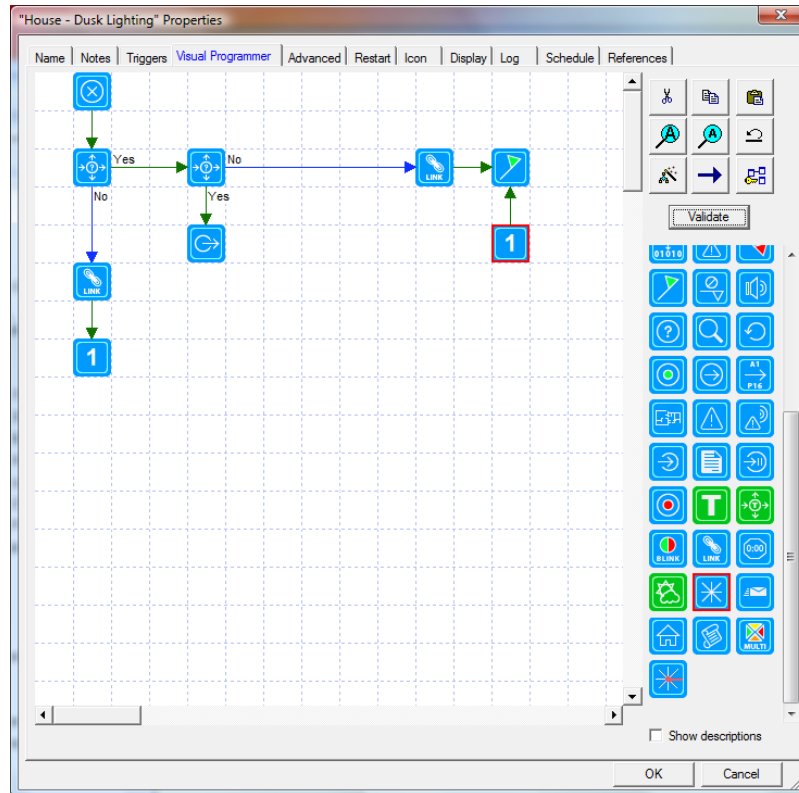 "House - Dusk Lighting" Properties
Name Notes Triggers Visual Programmer Advanced Restart Icon Display Log Schedule References
Yes No
No Yes
LINK
1
LINK
1
A A
Validate
01010
A1
P16
T
T
BLINK LINK 0:00
MULTI
Show descriptions
OK Cancel